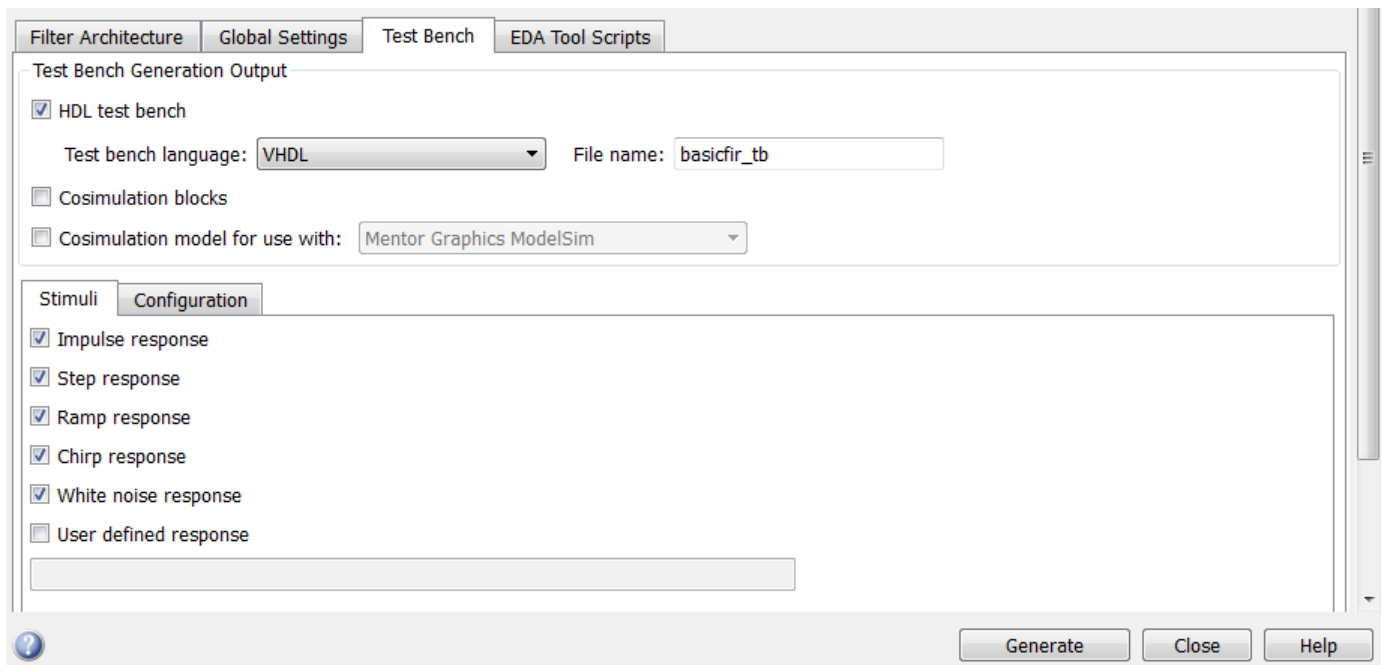 Filter Architecture Global Settings Test Bench EDA Tool Scripts
Test Bench Generation Output
HDL test bench
Test bench language: VHDL File name: basicfir_tb
Cosimulation blocks
Cosimulation model for use with: Mentor Graphics ModelSim
Stimuli Configuration
Impulse response
Step response
Ramp response
Chirp response
White noise response
User defined response
? Generate Close Help